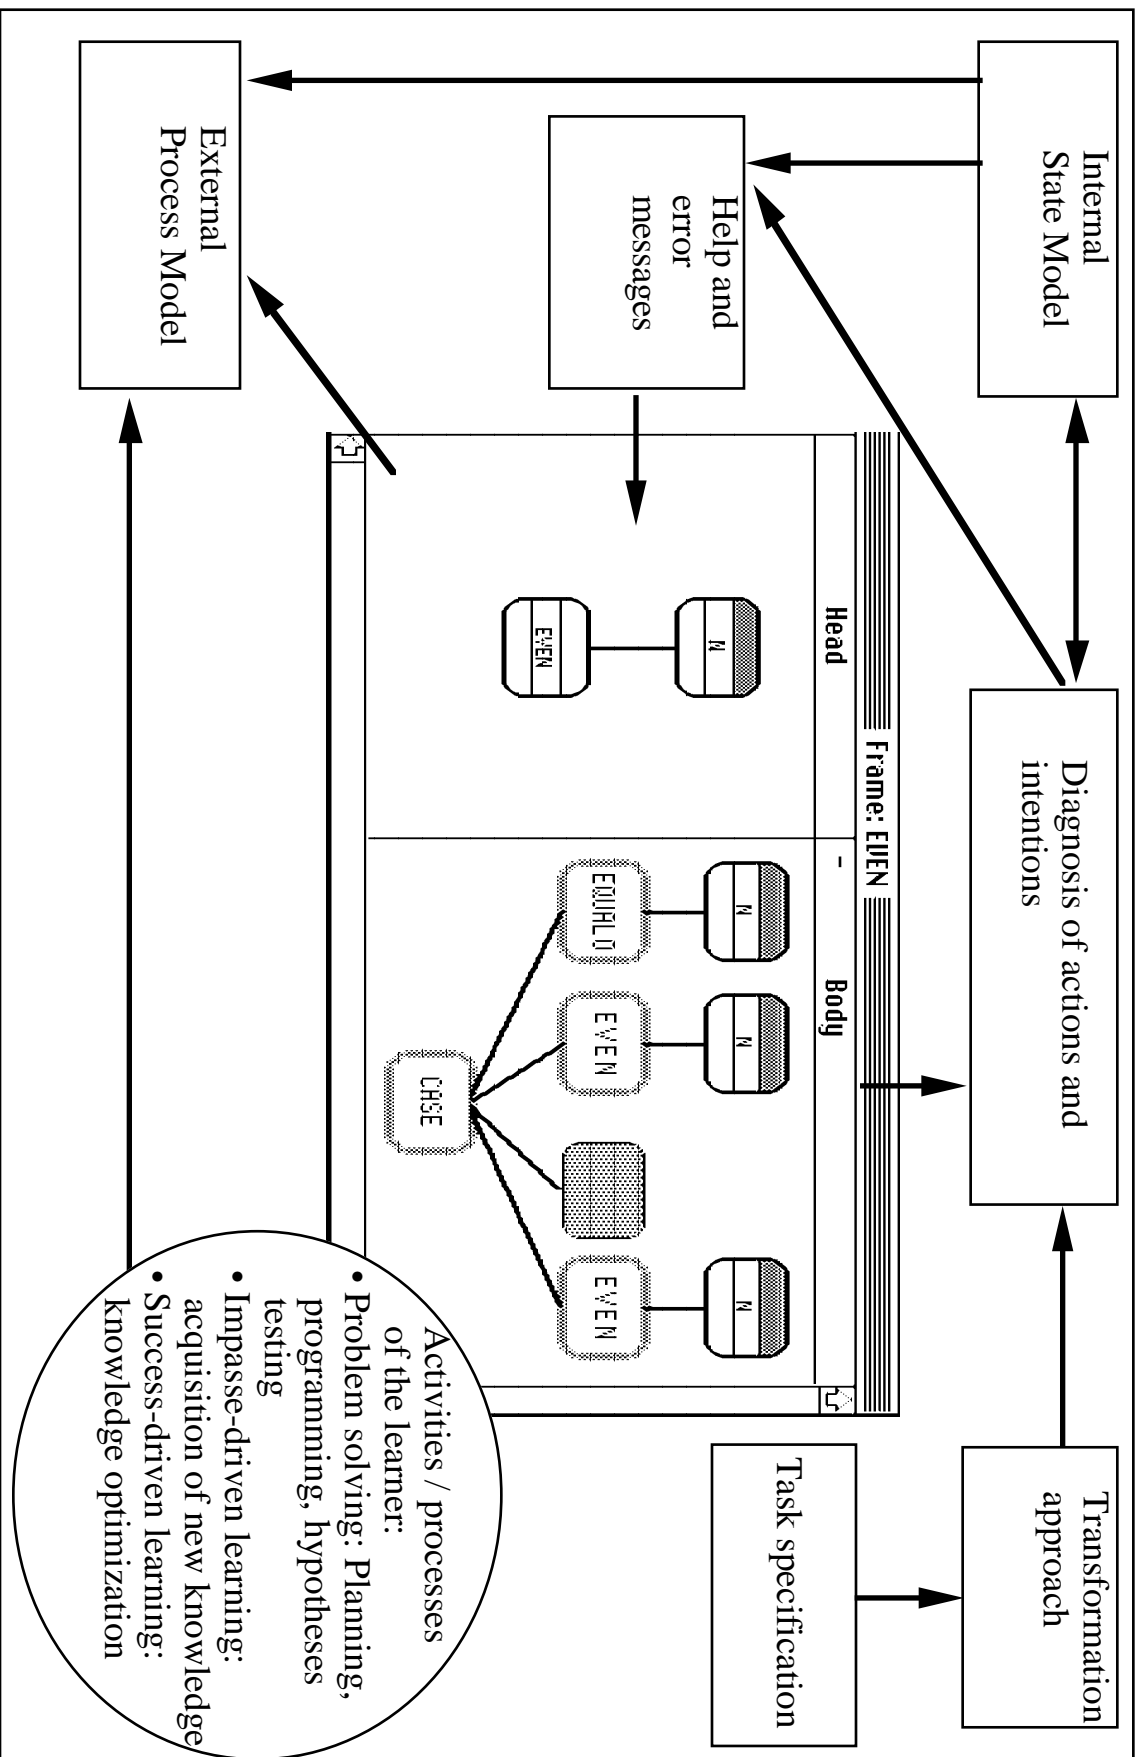 Internal
State Model
Diagnosis of actions and
intentions
Transformation
approach
Help and
error
messages
Frame: EVEN
Head
-
Body
N
EVEN
N
N
N
EQUAL0
EVEN
EVEN
CASE
Task specification
External
Process Model
Activities / processes
of the learner:
• Problem solving: Planning,
programming, hypotheses
testing
• Impasse-driven learning:
acquisition of new knowledge
• Success-driven learning:
knowledge optimization